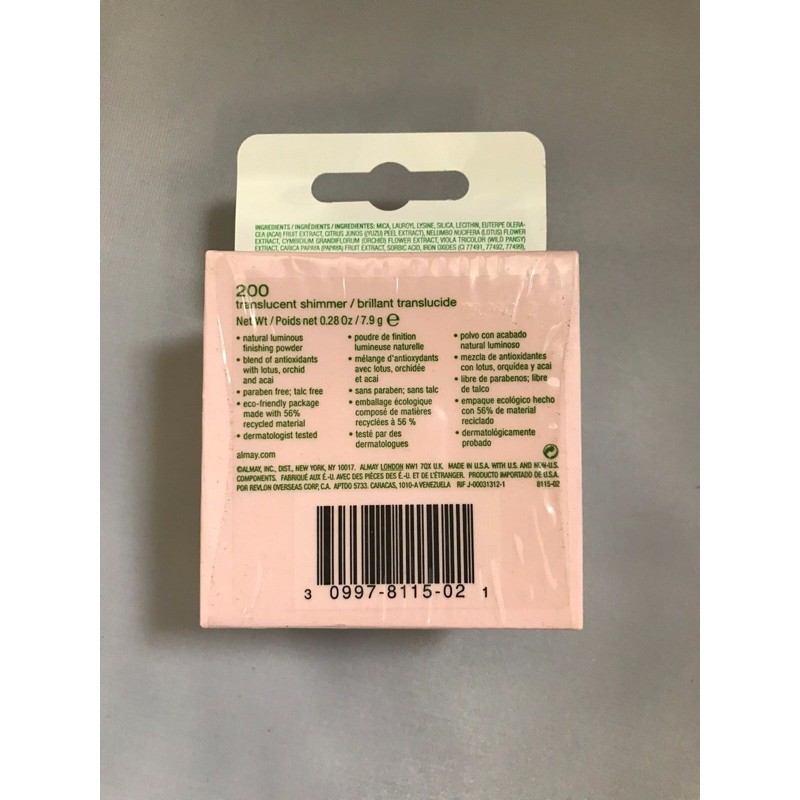 INGREDIENTS / INGRÉDIENTS / INGREDIENTES: MICA, LAUROYL, LYSINE, SILICA, LECITHIN, EUTERPE OLERA-
CEA (ACAI) FRUIT EXTRACT, CITRUS JUNOS (YUZU) PEEL EXTRACT), NELUMBO NUCIFERA (LOTUS) FLOWER
EXTRACT, CYMBIDIUM GRANDIFLORUM (ORCHID) FLOWER EXTRACT, VIOLA TRICOLOR (WILD PANSY)
EXTRACT, CARICA PAPAYA (PAPAYA) FRUIT EXTRACT, SORBIC ACID, IRON OXIDES (CI 77491, 77492, 77499),
200
translucent shimmer / brillant translucide
Net Wt / Poids net 0.28 Oz / 7.9 g e
• natural luminous
finishing powder
• blend of antioxidants
with lotus, orchid
and acai
• paraben free; talc free
• eco-friendly package
made with 56%
recycled material
• dermatologist tested
• poudre de finition
lumineuse naturelle
• mélange d'antioxydants
avec lotus, orchidée
et acai
• sans paraben; sans talc
• emballage écologique
composé de matières
recyclées à 56 %
• testé par des
dermatologues
• polvo con acabado
natural luminoso
• mezcla de antioxidantes
con lotus, orquídea y acai
• libre de parabenos; libre
de talco
• empaque ecológico hecho
con 56% de material
reciclado
• dermatológicamente
probado
almay.com
©ALMAY, INC., DIST., NEW YORK, NY 10017. ALMAY LONDON NW1 7QX U.K. MADE IN U.S.A. WITH U.S. AND NON-U.S.
COMPONENTS. FABRIQUÉ AUX É.-U. AVEC DES PIÈCES DES É.-U. ET DE L'ÉTRANGER. PRODUCTO IMPORTADO DE U.S.A.
POR REVLON OVERSEAS CORP, C.A. APTDO 5733. CARACAS, 1010-A VENEZUELA RIF J-00031312-1 8115-02
3 0997-8115-02 1